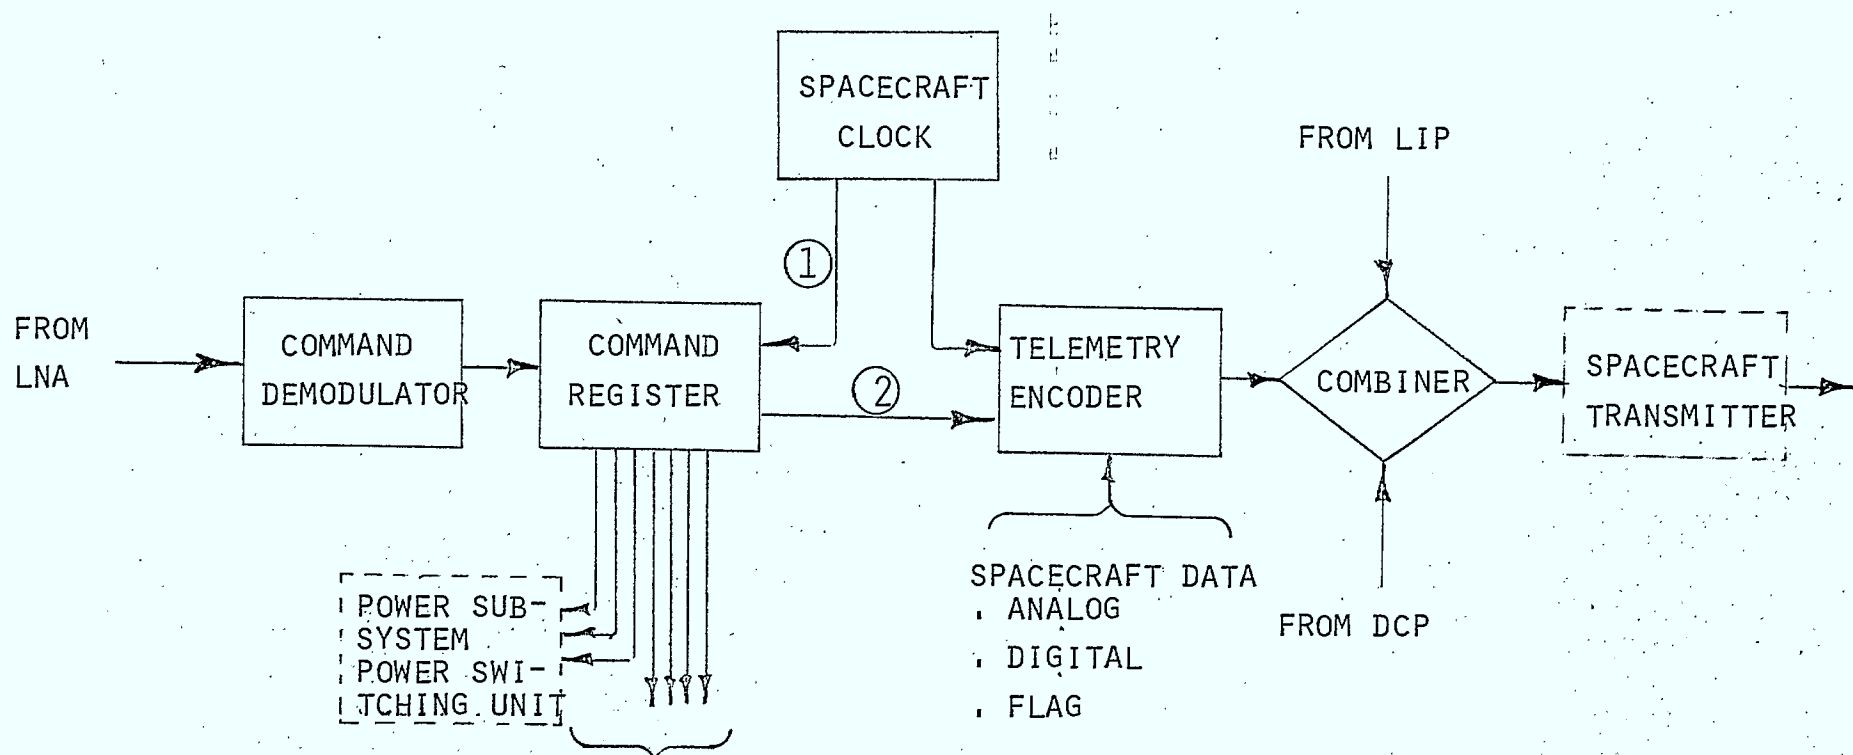 SPACECRAFT
CLOCK
FROM LIP
①
FROM
LNA
COMMAND
DEMODULATOR
COMMAND
REGISTER
②
TELEMETRY
ENCODER
COMBINER
SPACECRAFT
TRANSMITTER
POWER SUB-
SYSTEM
POWER SWI-
TCHING UNIT
SPACECRAFT DATA
. ANALOG
. DIGITAL
. FLAG
FROM DCP